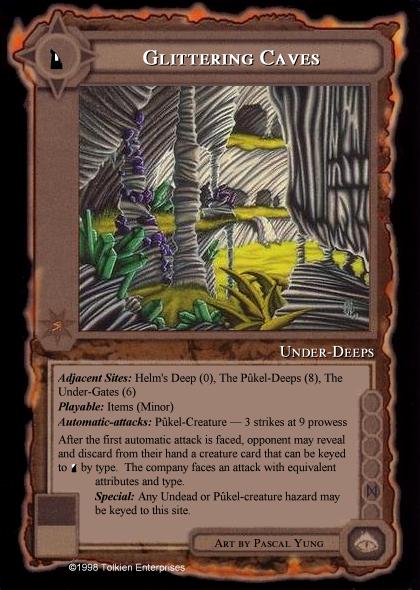 Glittering Caves
Under-Deeps
Adjacent Sites: Helm's Deep (0), The Pûkel-Deeps (8), The
Under-Gates (6)
Playable: Items (Minor)
Automatic-attacks: Pûkel-Creature — 3 strikes at 9 prowess
After the first automatic attack is faced, opponent may reveal
and discard from their hand a creature card that can be keyed
to by type. The company faces an attack with equivalent
attributes and type.
Special: Any Undead or Pûkel-creature hazard may
be keyed to this site.
Art by Pascal Yung
©1998 Tolkien Enterprises